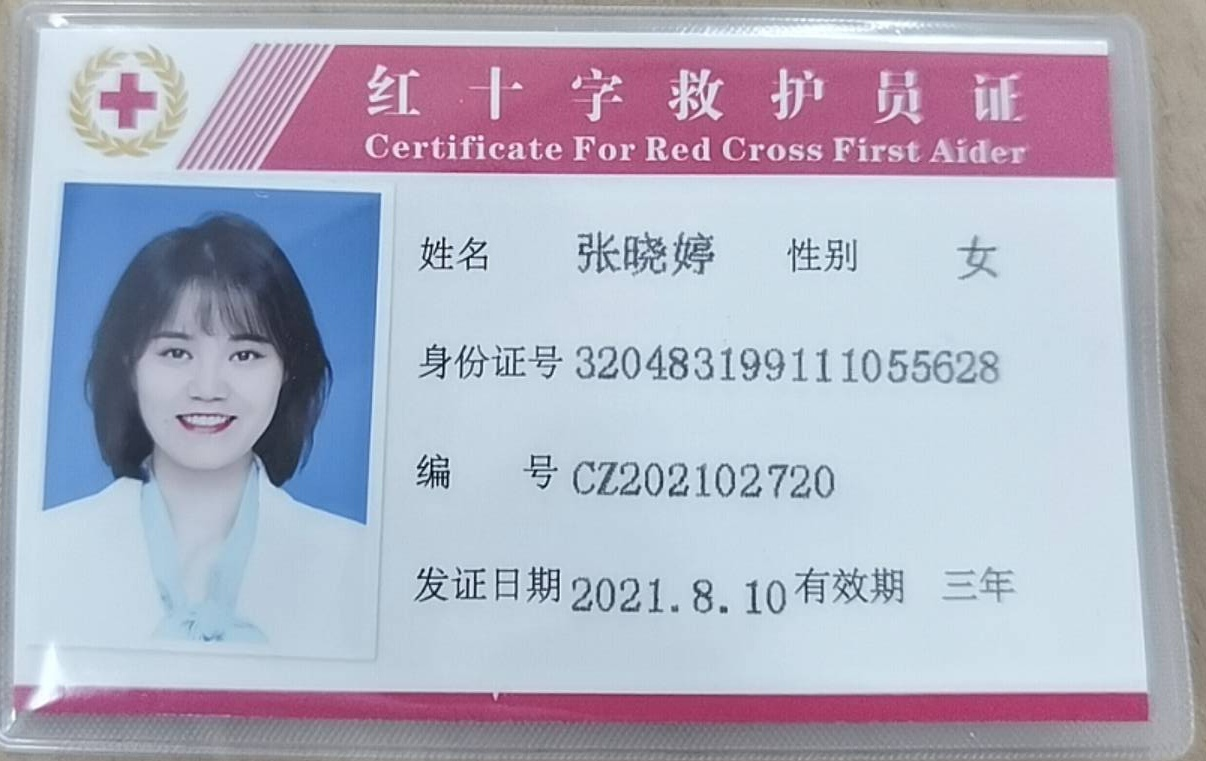 红十字救护员证
Certificate For Red Cross First Aider
姓名 张晓婷 性别 女
身份证号 320483199111055628
编号 CZ202102720
发证日期 2021.8.10 有效期 三年